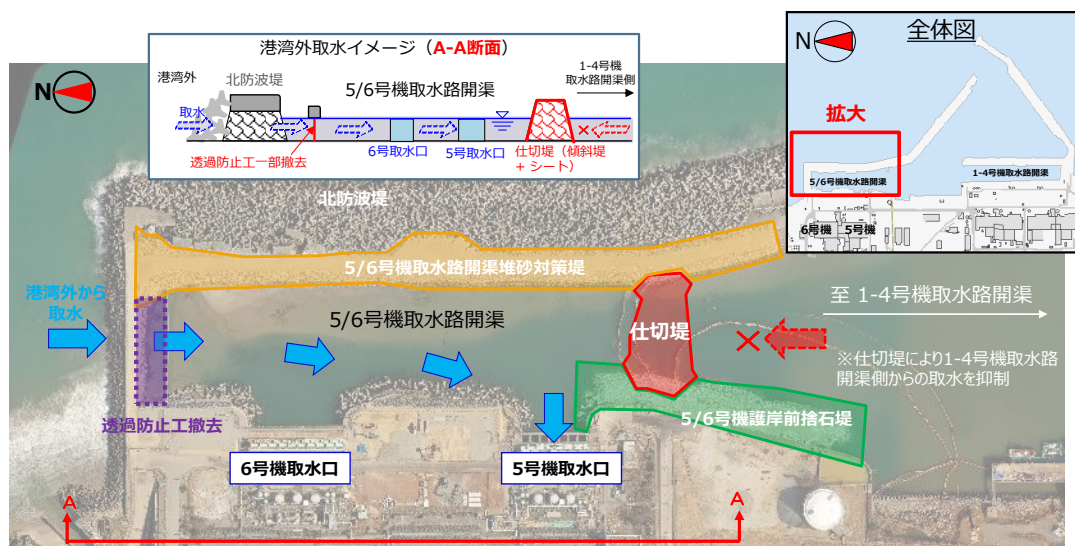 港湾外取水イメージ（A-A断面）
港湾外
北防波堤
5/6号機取水路開渠
1-4号機
取水路開渠側
取水
透過防止工一部撤去
6号取水口
5号取水口
仕切堤（傾斜堤
+ シート）
N
全体図
N
拡大
5/6号機取水路開渠
1-4号機取水路開渠
6号機
5号機
北防波堤
5/6号機取水路開渠堆砂対策堤
港湾外から
取水
5/6号機取水路開渠
仕切堤
至 1-4号機取水路開渠
※仕切堤により1-4号機取水路
開渠側からの取水を抑制
透過防止工撤去
5/6号機護岸前捨石堤
6号機取水口
5号機取水口
A
A